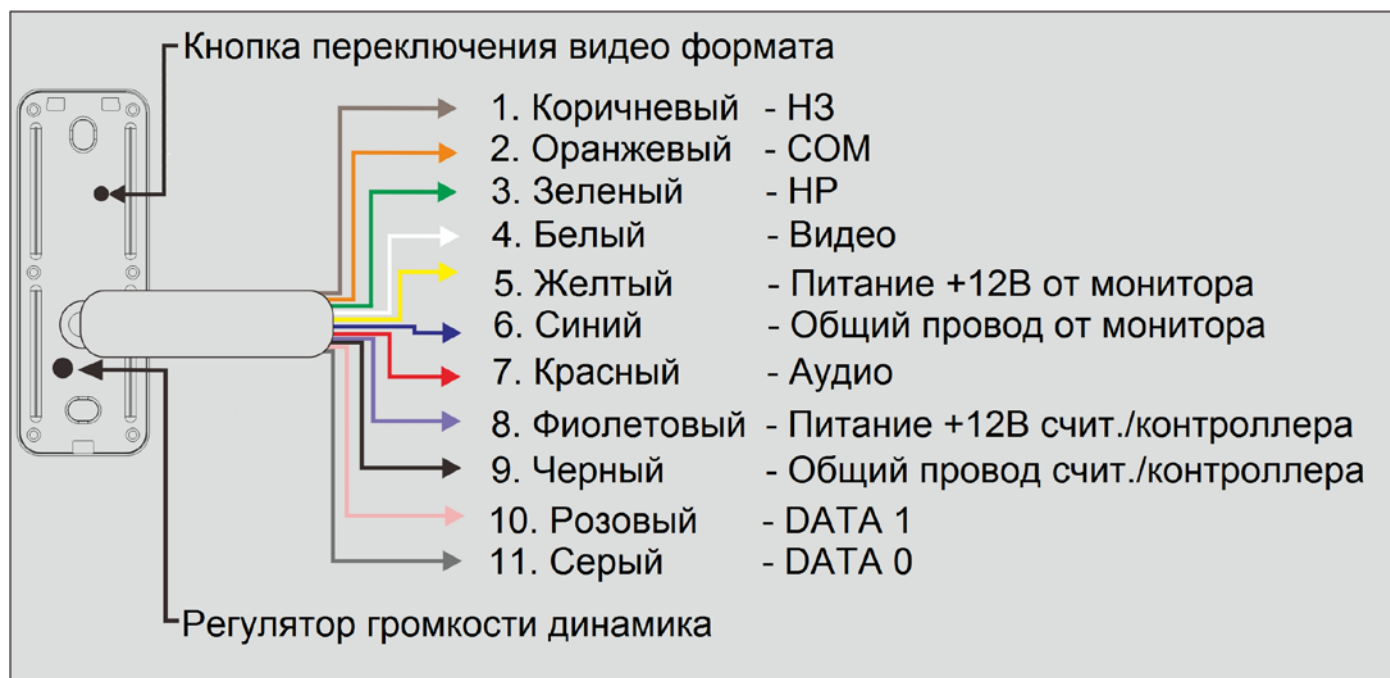 Кнопка переключения видео формата
1. Коричневый - НЗ
2. Оранжевый - COM
3. Зеленый - НР
4. Белый - Видео
5. Желтый - Питание +12В от монитора
6. Синий - Общий провод от монитора
7. Красный - Аудио
8. Фиолетовый - Питание +12В счит./контроллера
9. Черный - Общий провод счит./контроллера
10. Розовый - DATA 1
11. Серый - DATA 0
Регулятор громкости динамика